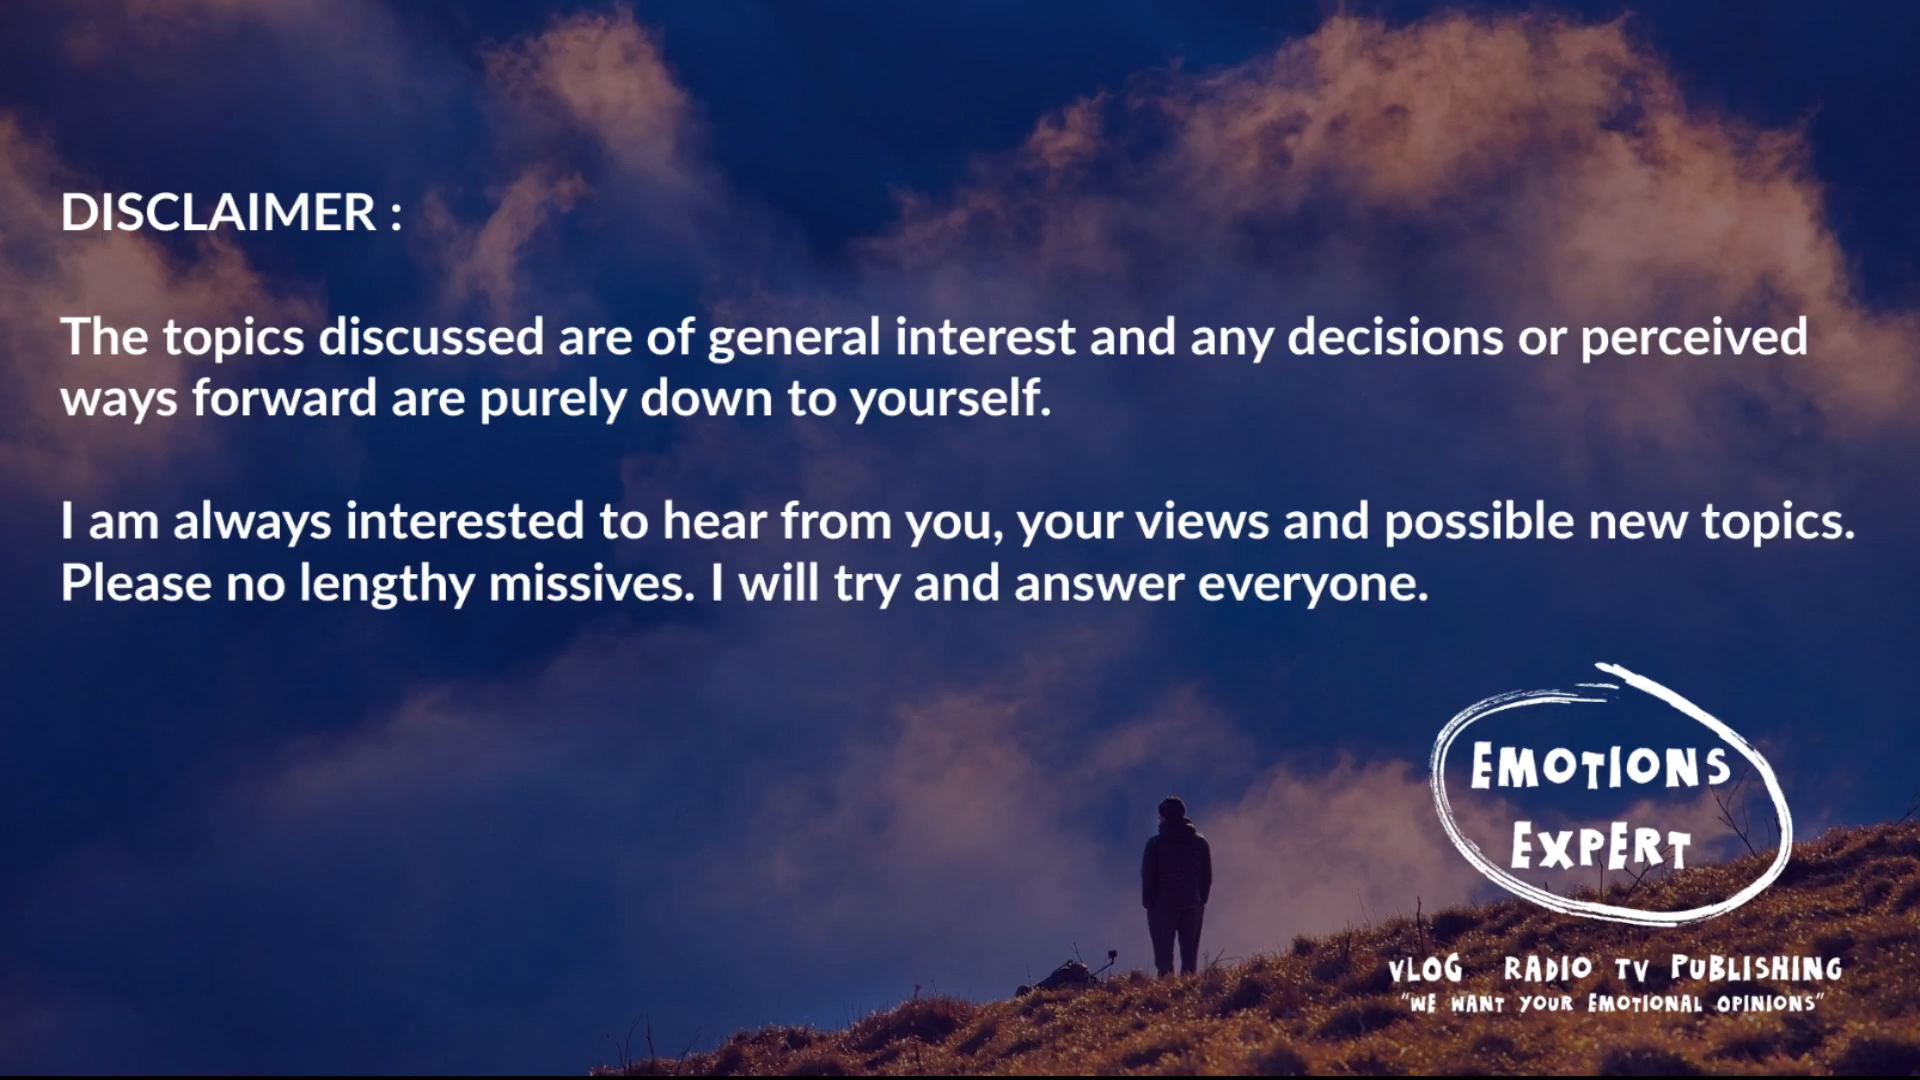 DISCLAIMER :
The topics discussed are of general interest and any decisions or perceived
ways forward are purely down to yourself.
I am always interested to hear from you, your views and possible new topics.
Please no lengthy missives. I will try and answer everyone.
EMOTIONS
EXPERT
VLOG RADIO TV PUBLISHING
"WE WANT YOUR EMOTIONAL OPINIONS"